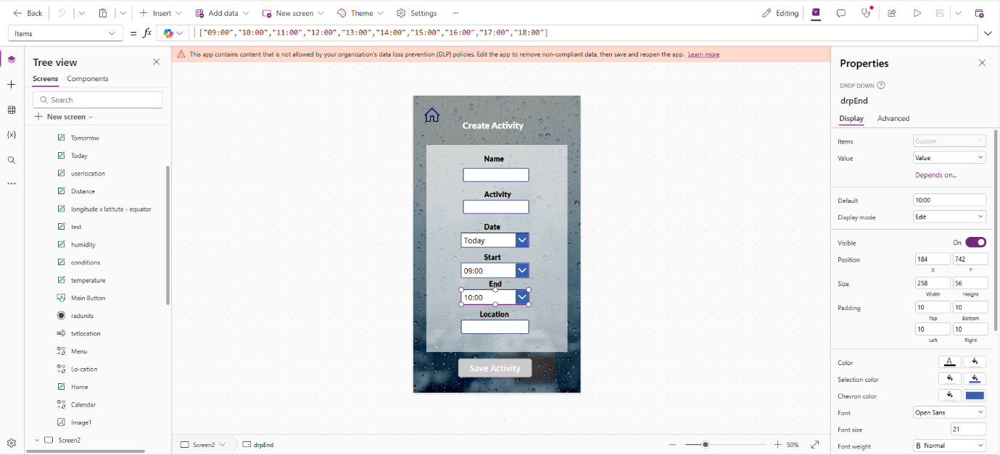 Back
Insert
Add data
New screen
Theme
Settings
...
Editing
Items
= fx
["09:00","10:00","11:00","12:00","13:00","14:00","15:00","16:00","17:00","18:00"]
This app contains content that is not allowed by your organization's data loss prevention (DLP) policies. Edit the app to remove non-compliant data, then save and reopen the app. Learn more
Tree view
Screens Components
Search
New screen
Tomorrow
Today
userlocation
Distance
longitude x latitute - equator
test
humidity
conditions
temperature
Main Button
radunits
txtlocation
Menu
Lo-cation
Home
Calendar
Image1
Screen2
Create Activity
Name
Activity
Date
Today
Start
09:00
End
10:00
Location
Save Activity
Screen2
drpEnd
50%
Properties
DROP DOWN
drpEnd
Display Advanced
Items Custom
Value Value
Depends on...
Default 10:00
Display mode Edit
Visible On
Position 184 742
X Y
Size 258 56
Width Height
Padding 10 10
Top Bottom
10 10
Left Right
Color A
Selection color
Chevron color
Font Open Sans
Font size 21
Font weight B Normal